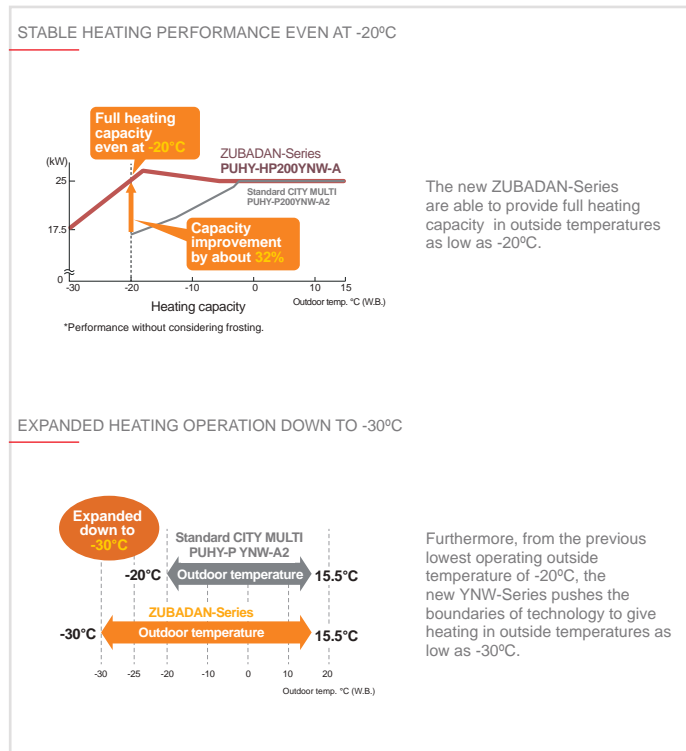 STABLE HEATING PERFORMANCE EVEN AT -20ºC
Full heating
capacity
even at -20°C
(kW)
25
17.5
0
ZUBADAN-Series
PUHY-HP200YNW-A
Standard CITY MULTI
PUHY-P200YNW-A2
Capacity
improvement
by about 32%
-30 -20 -10 0 10 15
Heating capacity
Outdoor temp. °C (W.B.)
*Performance without considering frosting.
The new ZUBADAN-Series
are able to provide full heating
capacity in outside temperatures
as low as -20ºC.
EXPANDED HEATING OPERATION DOWN TO -30ºC
Expanded
down to
-30°C
Standard CITY MULTI
PUHY-P YNW-A2
-20°C Outdoor temperature 15.5°C
ZUBADAN-Series
-30°C Outdoor temperature 15.5°C
-30 -25 -20 -10 0 10 20
Outdoor temp. °C (W.B.)
Furthermore, from the previous
lowest operating outside
temperature of -20ºC, the
new YNW-Series pushes the
boundaries of technology to give
heating in outside temperatures as
low as -30ºC.